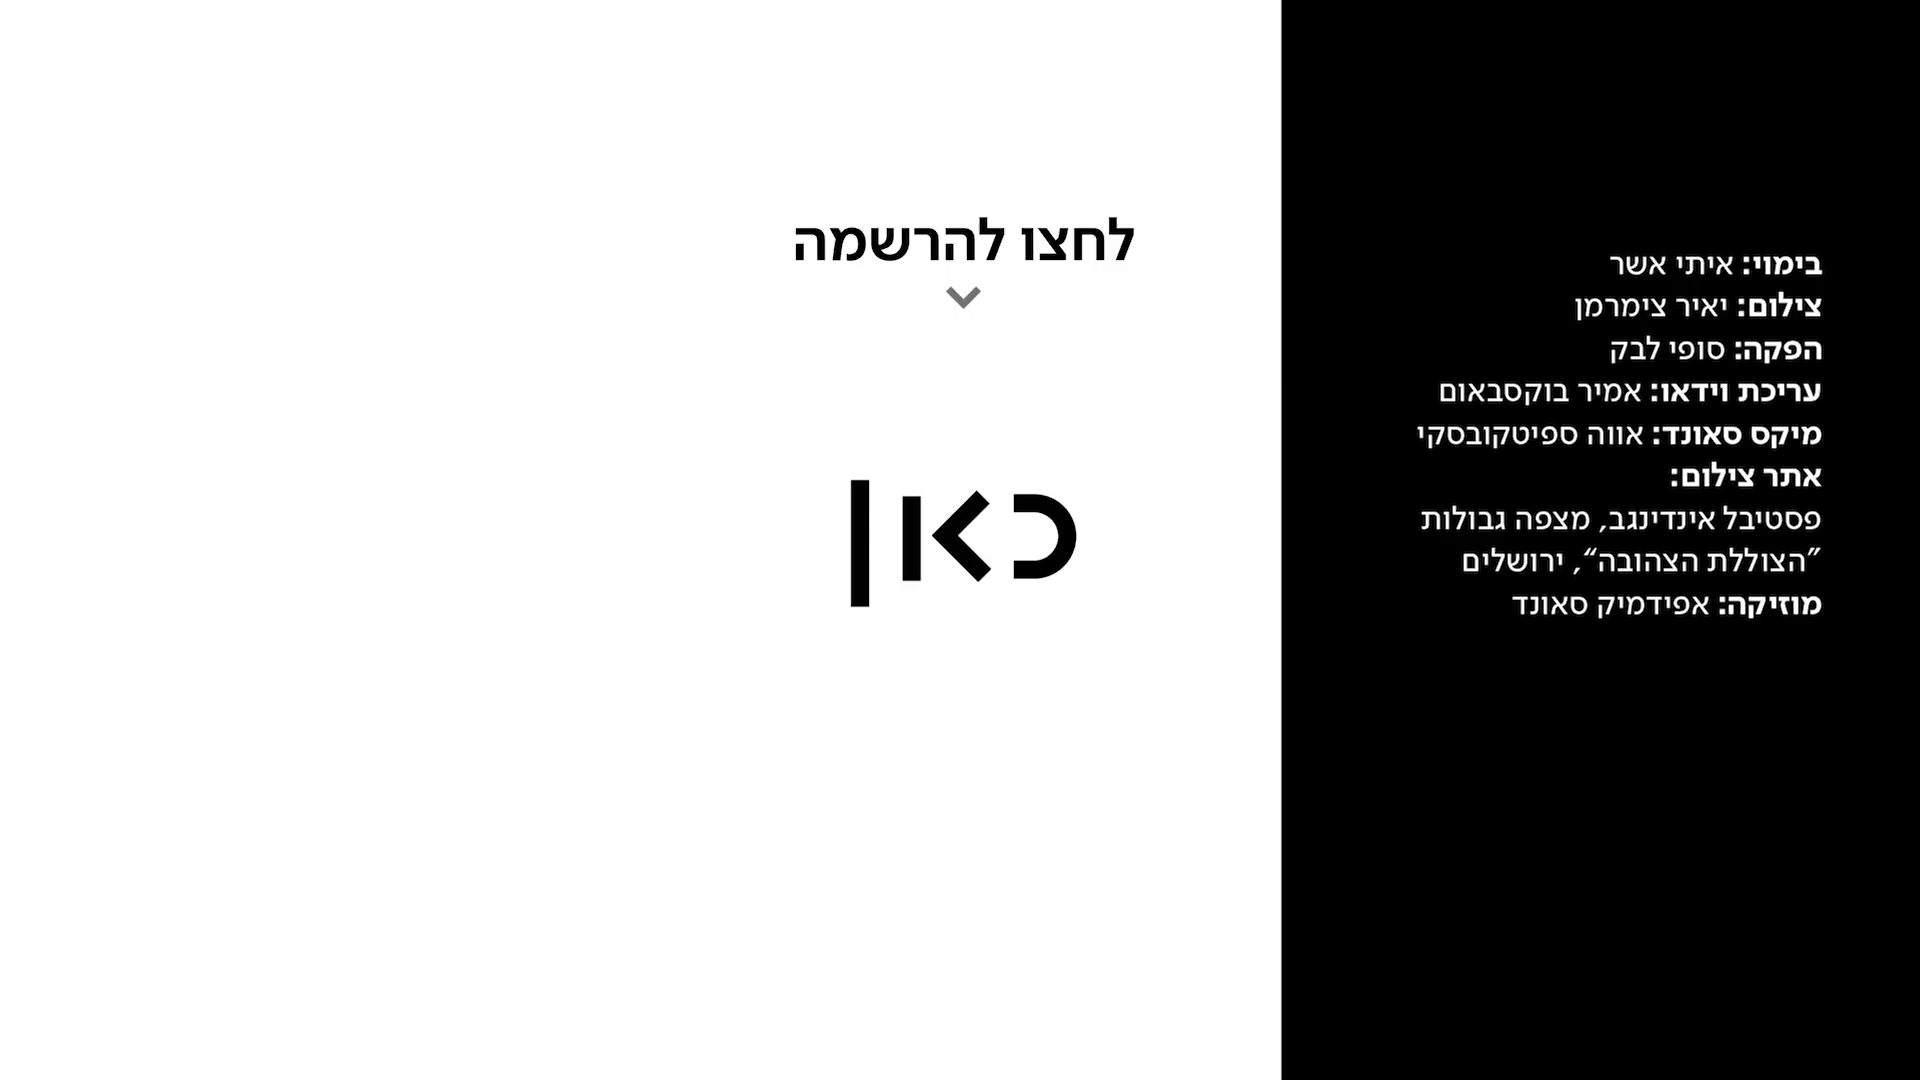 לחצו להרשמה
כאן
בימוי: איתי אשר
צילום: יאיר צימרמן
הפקה: סופי לבק
עריכת וידאו: אמיר בוקסבאום
מיקס סאונד: אווה ספיטקובסקי
אתר צילום:
פסטיבל אינדינגב, מצפה גבולות
"הצוללת הצהובה", ירושלים
מוזיקה: אפידמיק סאונד